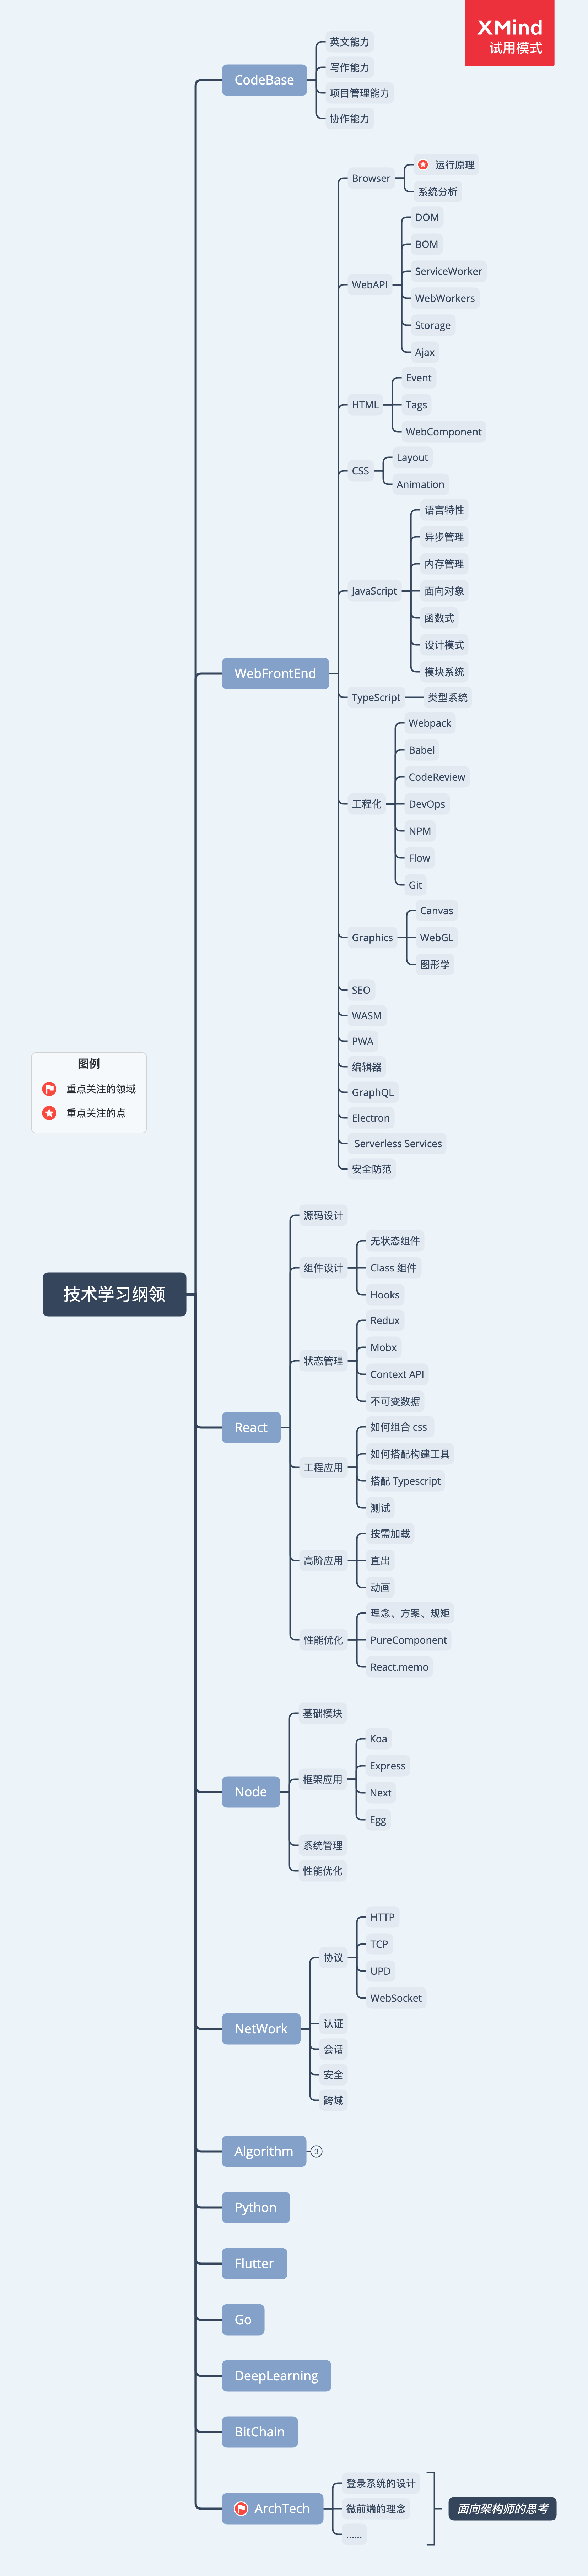 XMind
试用模式
CodeBase
英文能力
写作能力
项目管理能力
协作能力
WebFrontEnd
Browser
运行原理
系统分析
WebAPI
DOM
BOM
ServiceWorker
WebWorkers
Storage
Ajax
HTML
Event
Tags
WebComponent
CSS
Layout
Animation
JavaScript
语言特性
异步管理
内存管理
面向对象
函数式
设计模式
模块系统
TypeScript
类型系统
工程化
Webpack
Babel
CodeReview
DevOps
NPM
Flow
Git
Graphics
Canvas
WebGL
图形学
SEO
WASM
PWA
编辑器
GraphQL
Electron
Serverless Services
安全防范
图例
重点关注的领域
重点关注的点
技术学习纲领
React
源码设计
组件设计
无状态组件
Class 组件
Hooks
状态管理
Redux
Mobx
Context API
不可变数据
工程应用
如何组合 css
如何搭配构建工具
搭配 Typescript
测试
高阶应用
按需加载
直出
动画
性能优化
理念、方案、规矩
PureComponent
React.memo
Node
基础模块
框架应用
Koa
Express
Next
Egg
系统管理
性能优化
NetWork
协议
HTTP
TCP
UPD
WebSocket
认证
会话
安全
跨域
Algorithm
9
Python
Flutter
Go
DeepLearning
BitChain
ArchTech
登录系统的设计
微前端的理念
......
面向架构师的思考